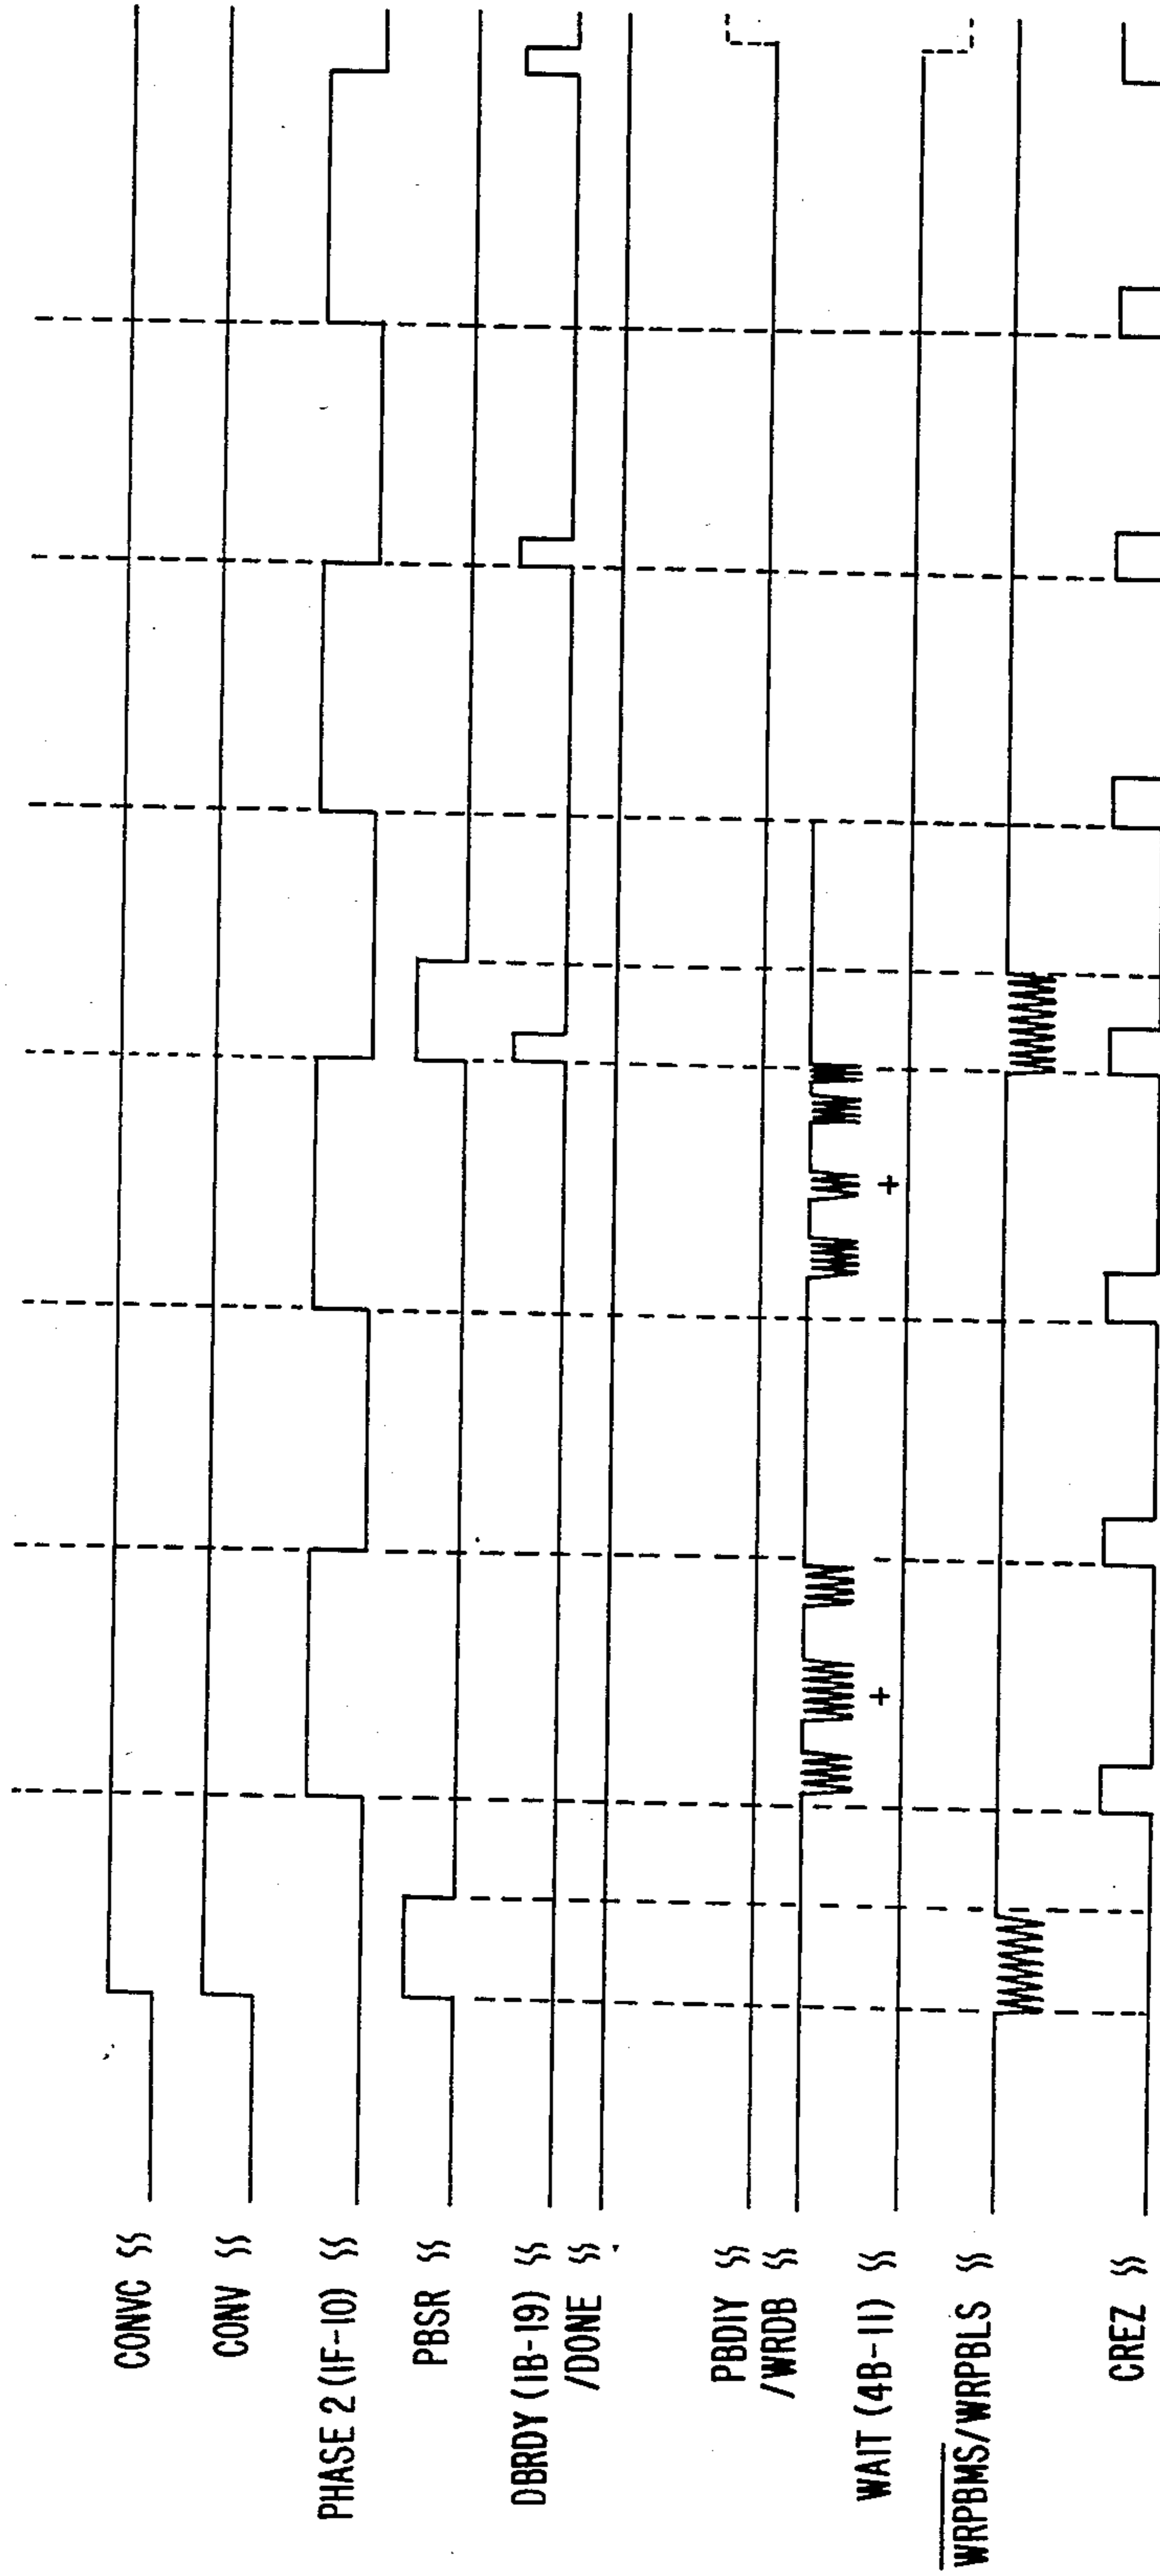 CONVC
CONV
PHASE 2 (1F-10)
PBSR
DBRDY (1B-19)
/DONE
PBDIY
/WRDB
WAIT (4B-11)
WRPBMS/WRPBLS
CREZ
+
+